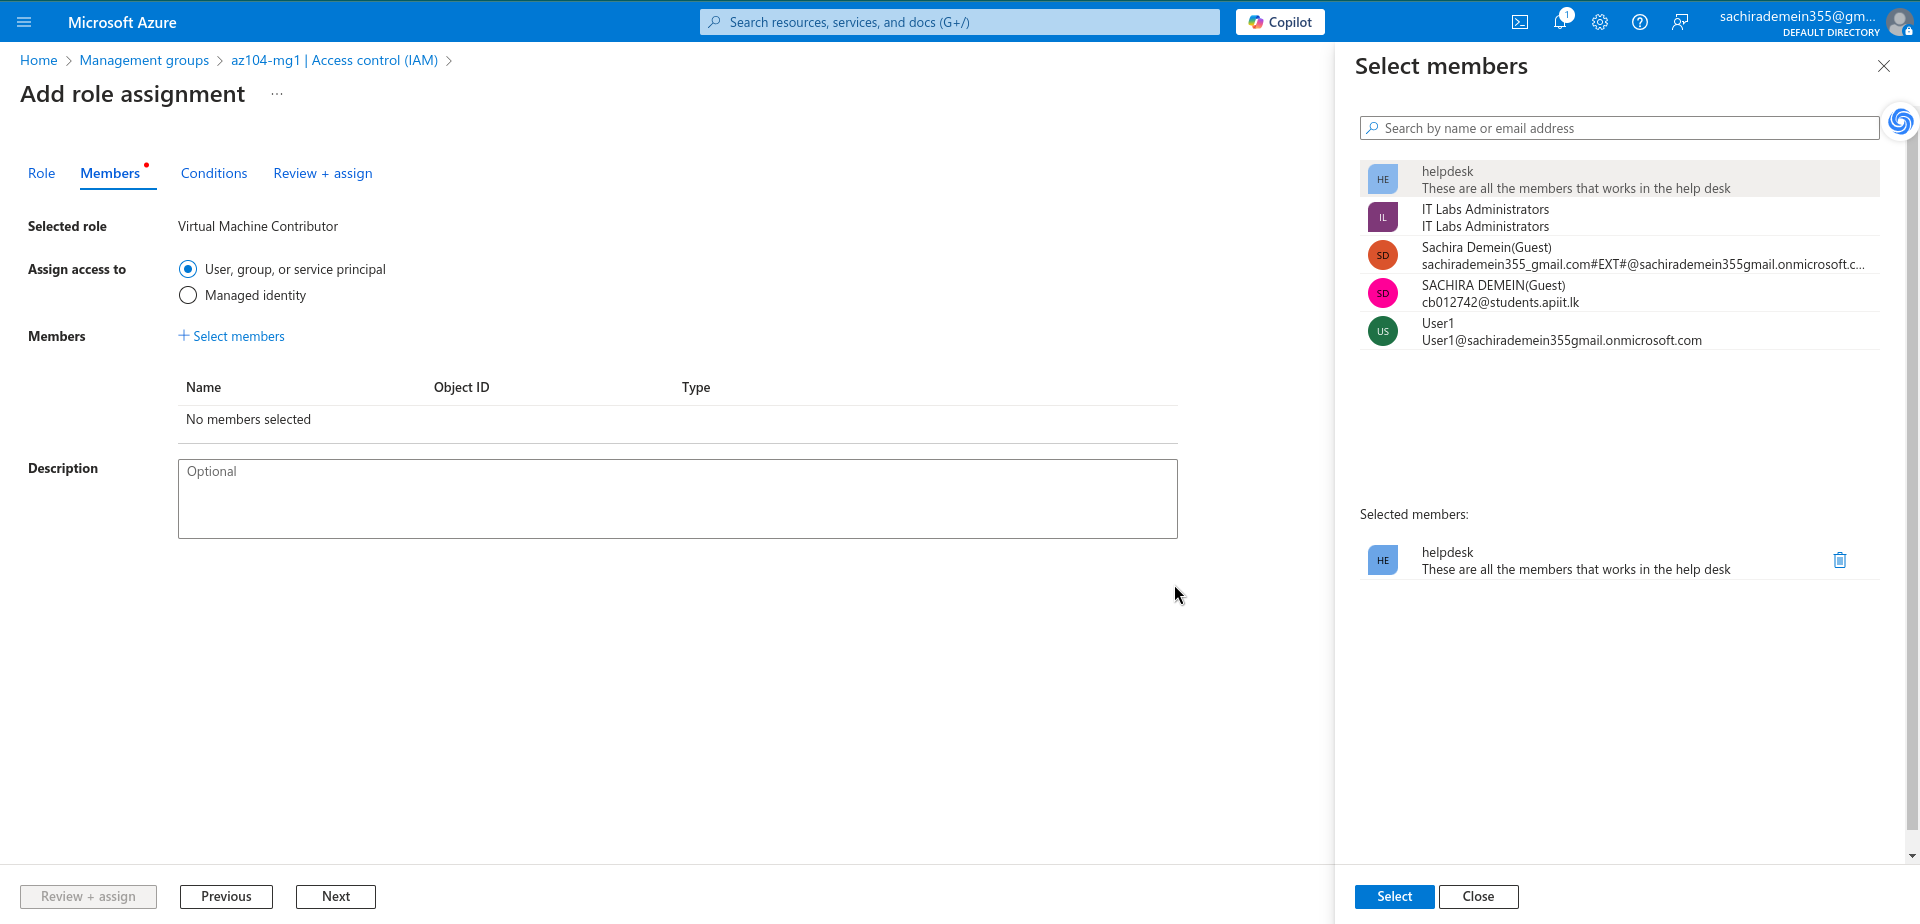 Microsoft Azure
Search resources, services, and docs (G+/)
Copilot
1
sachirademein355@gm...
DEFAULT DIRECTORY
Home > Management groups > az104-mg1 | Access control (IAM) >
Add role assignment ...
Role Members Conditions Review + assign
Selected role Virtual Machine Contributor
Assign access to User, group, or service principal
Managed identity
Members + Select members
Name Object ID Type
No members selected
Description Optional
Review + assign Previous Next
Select members
Search by name or email address
HE helpdesk
These are all the members that works in the help desk
IL IT Labs Administrators
IT Labs Administrators
SD Sachira Demein(Guest)
sachirademein355_gmail.com#EXT#@sachirademein355gmail.onmicrosoft.c...
SD SACHIRA DEMEIN(Guest)
cb012742@students.apiit.lk
US User1
User1@sachirademein355gmail.onmicrosoft.com
Selected members:
HE helpdesk
These are all the members that works in the help desk
Select Close